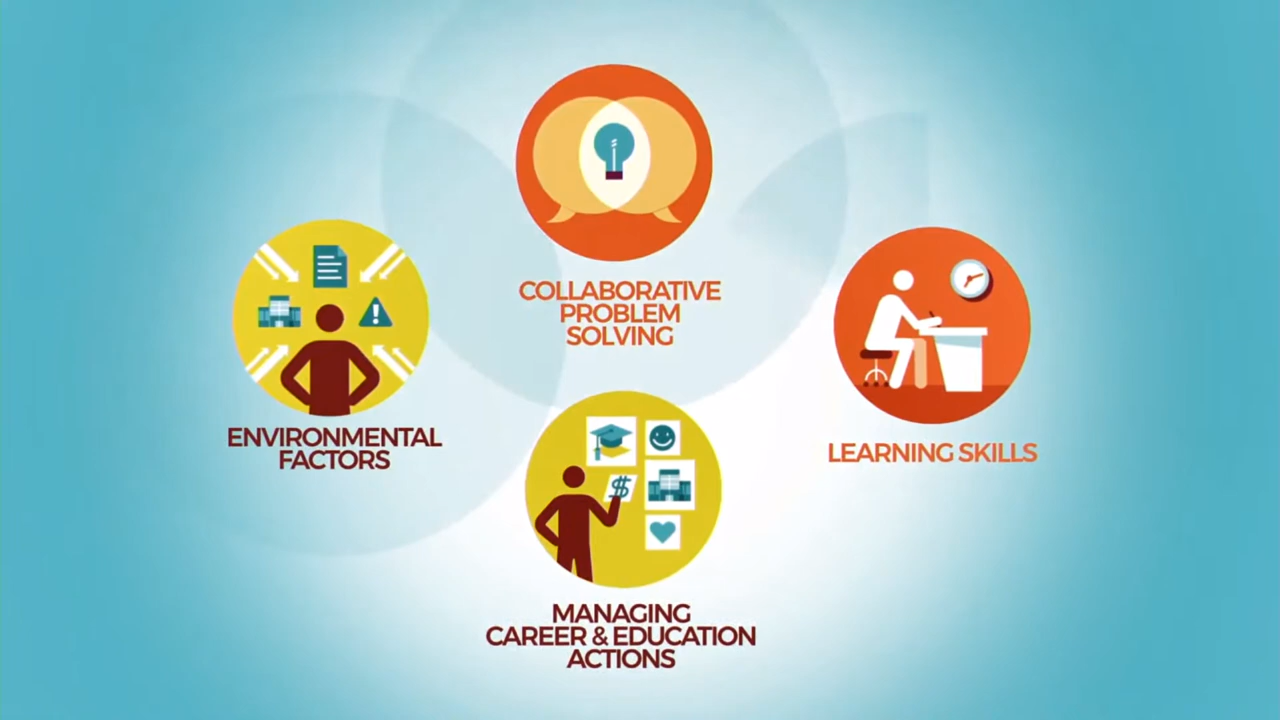 COLLABORATIVE
PROBLEM
SOLVING
ENVIRONMENTAL
FACTORS
LEARNING SKILLS
$
MANAGING
CAREER & EDUCATION
ACTIONS